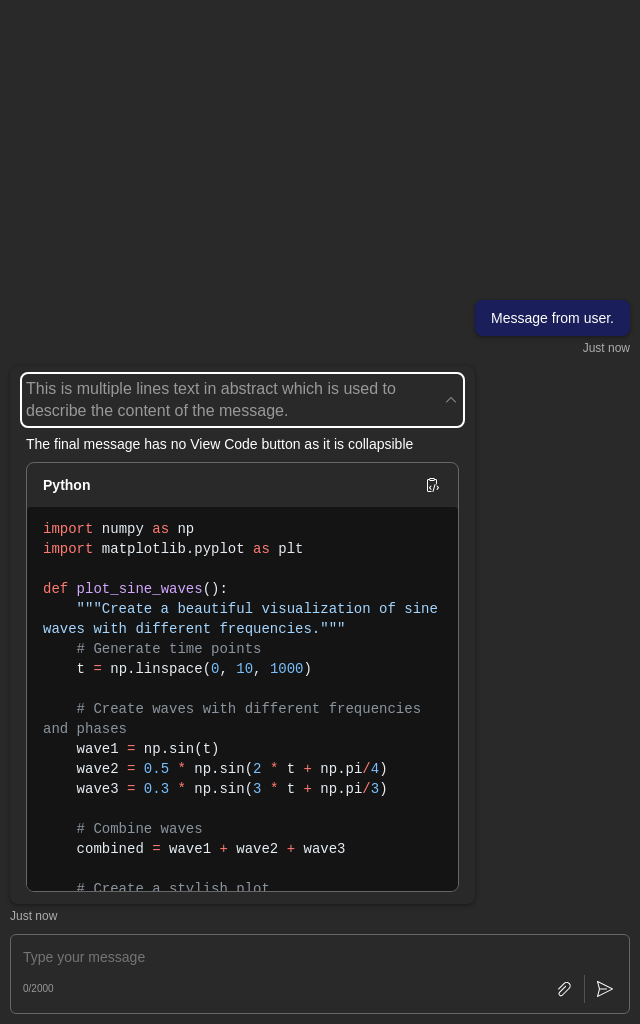 Message from user.
Just now
This is multiple lines text in abstract which is used to
describe the content of the message.
The final message has no View Code button as it is collapsible
Python
import numpy as np
import matplotlib.pyplot as plt
def plot_sine_waves():
    """Create a beautiful visualization of sine
waves with different frequencies."""
    # Generate time points
    t = np.linspace(0, 10, 1000)
    # Create waves with different frequencies
and phases
    wave1 = np.sin(t)
    wave2 = 0.5 * np.sin(2 * t + np.pi/4)
    wave3 = 0.3 * np.sin(3 * t + np.pi/3)
    # Combine waves
    combined = wave1 + wave2 + wave3
    # Create a stylish plot
Just now
Type your message
0/2000